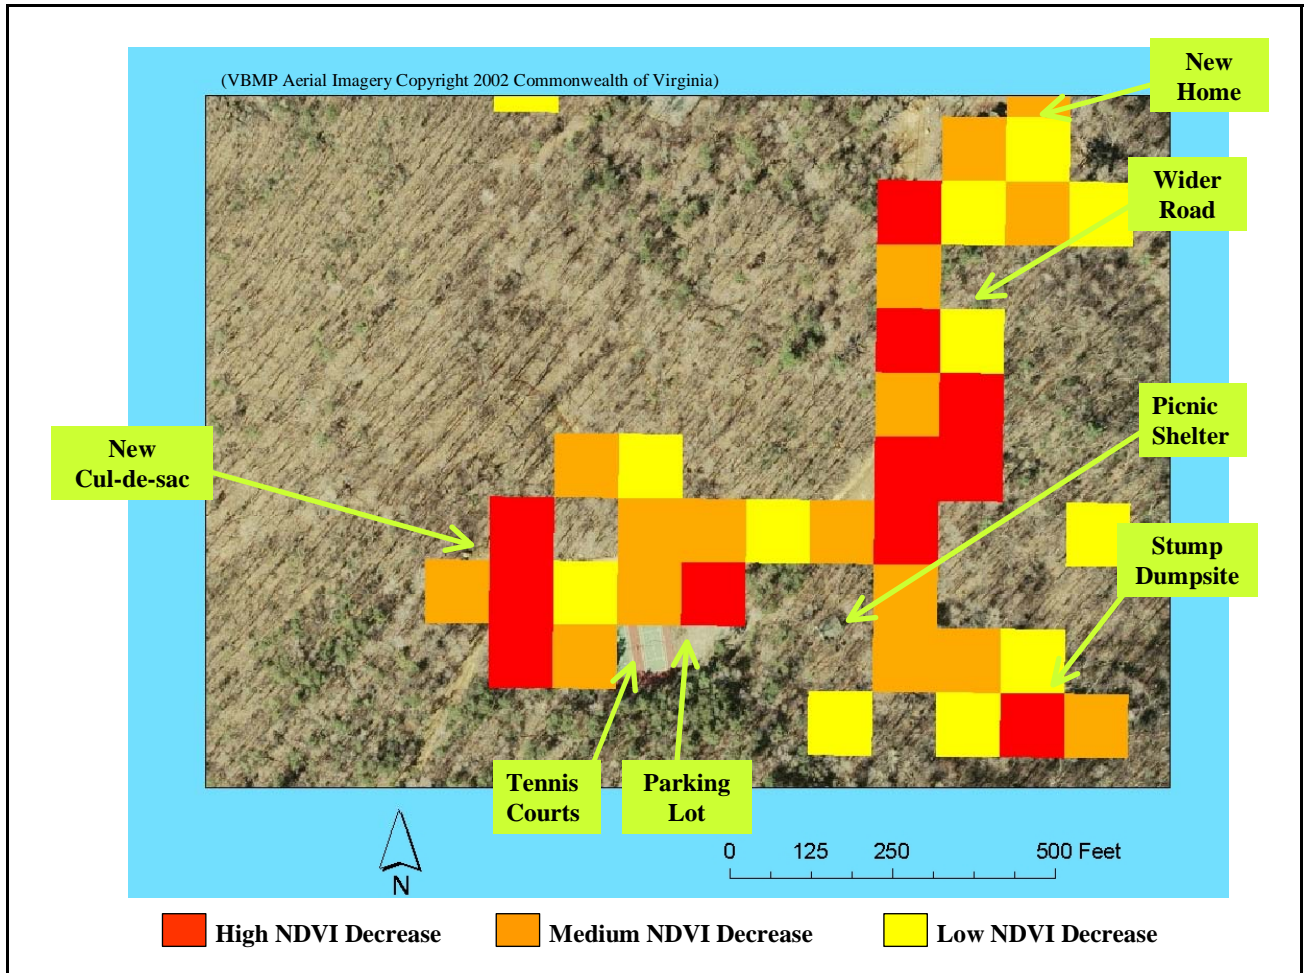 (VBMP Aerial Imagery Copyright 2002 Commonwealth of Virginia)
New
Home
Wider
Road
Picnic
Shelter
New
Cul-de-sac
Stump
Dumpsite
Tennis
Courts
Parking
Lot
0 125 250 500 Feet
N
High NDVI Decrease
Medium NDVI Decrease
Low NDVI Decrease